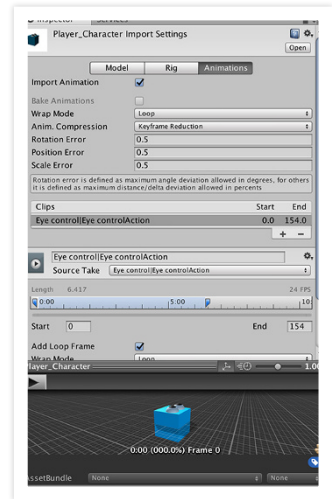 Inspector Services
Player_Character Import Settings
Open
Model Rig Animations
Import Animation
Bake Animations
Wrap Mode Loop
Anim. Compression Keyframe Reduction
Rotation Error 0.5
Position Error 0.5
Scale Error 0.5
Rotation error is defined as maximum angle deviation allowed in degrees, for others
it is defined as maximum distance/delta deviation allowed in percents
Clips Start End
Eye control|Eye controlAction 0.0 154.0
+ −
Eye control|Eye controlAction
Source Take Eye control|Eye controlAction
Length 6.417 24 FPS
0:00 5:00 10
Start 0 End 154
Add Loop Frame
Wrap Mode Loop
layer_Character 1.00
0:00 (000.0%) Frame 0
AssetBundle None None